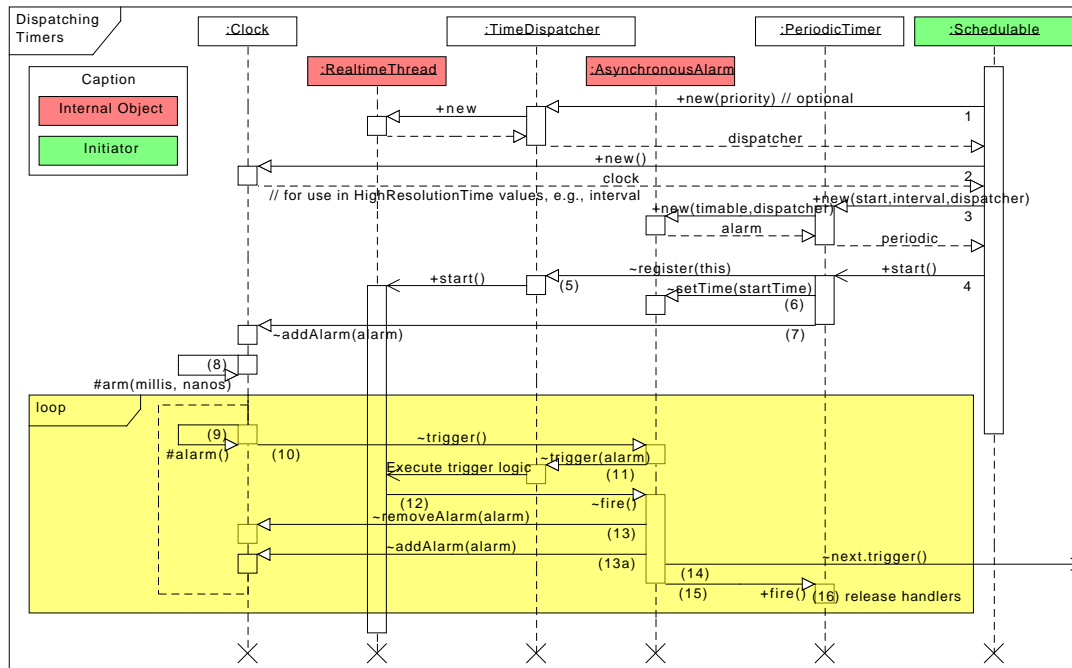 Dispatching
Timers
:Clock
:TimeDispatcher
:PeriodicTimer
:Schedulable
:RealtimeThread
:AsynchronousAlarm
Caption
Internal Object
Initiator
+new(priority) // optional
1
+new
dispatcher
+new()
2
clock
// for use in HighResolutionTime values, e.g., interval
+new(start,interval,dispatcher)
3
+new(timable,dispatcher)
alarm
periodic
+start()
4
~register(this)
(5)
+start()
~setTime(startTime)
(6)
~addAlarm(alarm)
(7)
(8)
#arm(millis, nanos)
loop
(9)
#alarm()
(10)
~trigger()
~trigger(alarm)
(11)
Execute trigger logic
(12)
~fire()
~removeAlarm(alarm)
(13)
~addAlarm(alarm)
(13a)
~next.trigger()
(14)
(15)
+fire()
(16) release handlers